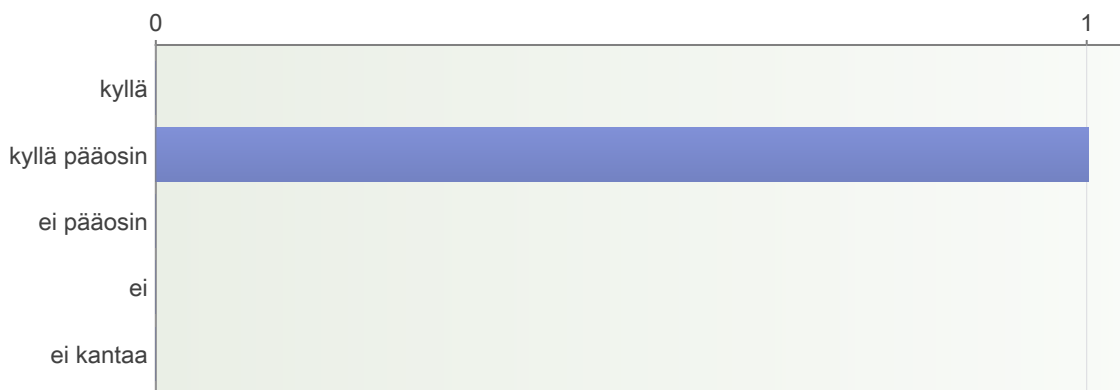 0 1
kyllä
kyllä pääosin
ei pääosin
ei
ei kantaa